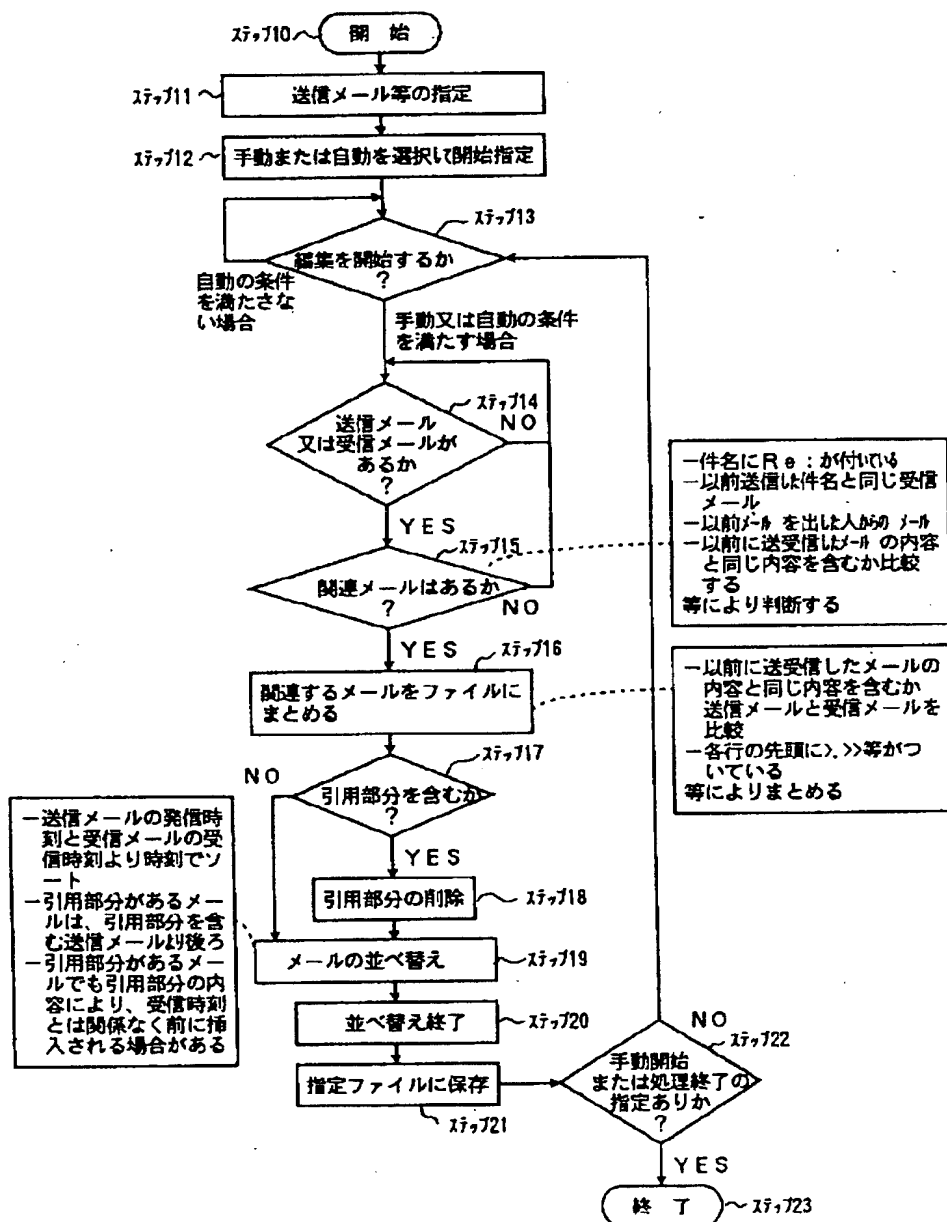 ステップ10
開 始
ステップ11
送信メール等の指定
ステップ12
手動または自動を選択して開始指定
ステップ13
編集を開始するか
?
自動の条件
を満たさな
い場合
手動又は自動の条件
を満たす場合
ステップ14
送信メール
又は受信メールが
あるか
?
NO
YES
ステップ15
関連メールはあるか
?
NO
YES
－件名にRe:が付いている
－以前送信した件名と同じ受信
メール
－以前メールを出した人からのメール
－以前に送受信したメールの内容
と同じ内容を含むか比較
する
等により判断する
ステップ16
関連するメールをファイルに
まとめる
－以前に送受信したメールの
内容と同じ内容を含むか
送信メールと受信メールを
比較
－各行の先頭に>、>>等がつ
いている
等によりまとめる
ステップ17
引用部分を含むか
?
NO
YES
－送信メールの発信時
刻と受信メールの受
信時刻より時刻でソ
ート
－引用部分があるメー
ルは、引用部分を含
む送信メールより後ろ
－引用部分があるメー
ルでも引用部分の内
容により、受信時刻
とは関係なく前に挿
入される場合がある
引用部分の削除
ステップ18
メールの並べ替え
ステップ19
並べ替え終了
ステップ20
指定ファイルに保存
ステップ21
NO
ステップ22
手動開始
または処理終了の
指定ありか
?
YES
終 了
ステップ23